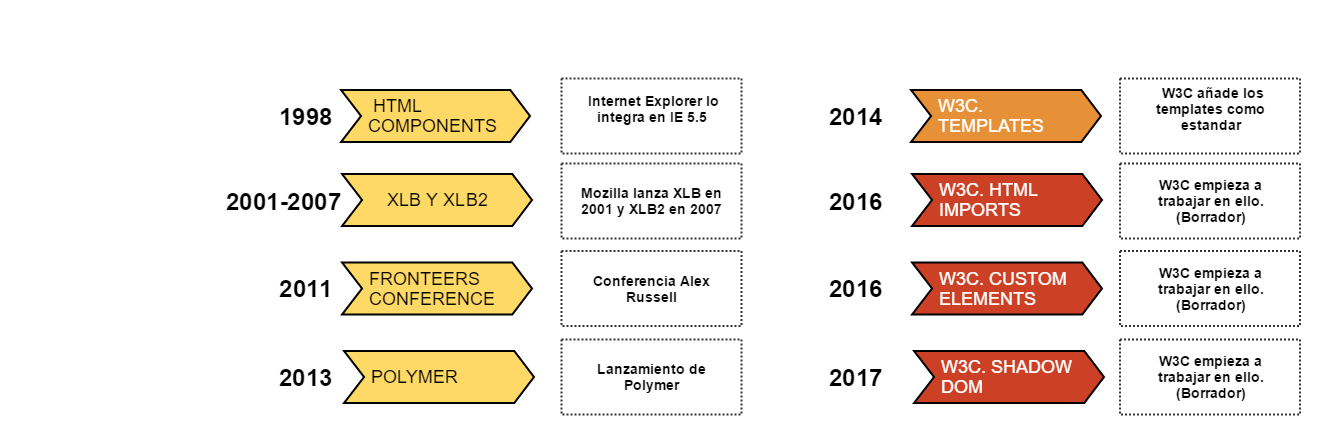 1998
HTML
COMPONENTS
Internet Explorer lo
integra en IE 5.5
2001-2007
XLB Y XLB2
Mozilla lanza XLB en
2001 y XLB2 en 2007
2011
FRONTEERS
CONFERENCE
Conferencia Alex
Russell
2013
POLYMER
Lanzamiento de
Polymer
2014
W3C.
TEMPLATES
W3C añade los
templates como
estandar
2016
W3C. HTML
IMPORTS
W3C empieza a
trabajar en ello.
(Borrador)
2016
W3C. CUSTOM
ELEMENTS
W3C empieza a
trabajar en ello.
(Borrador)
2017
W3C. SHADOW
DOM
W3C empieza a
trabajar en ello.
(Borrador)